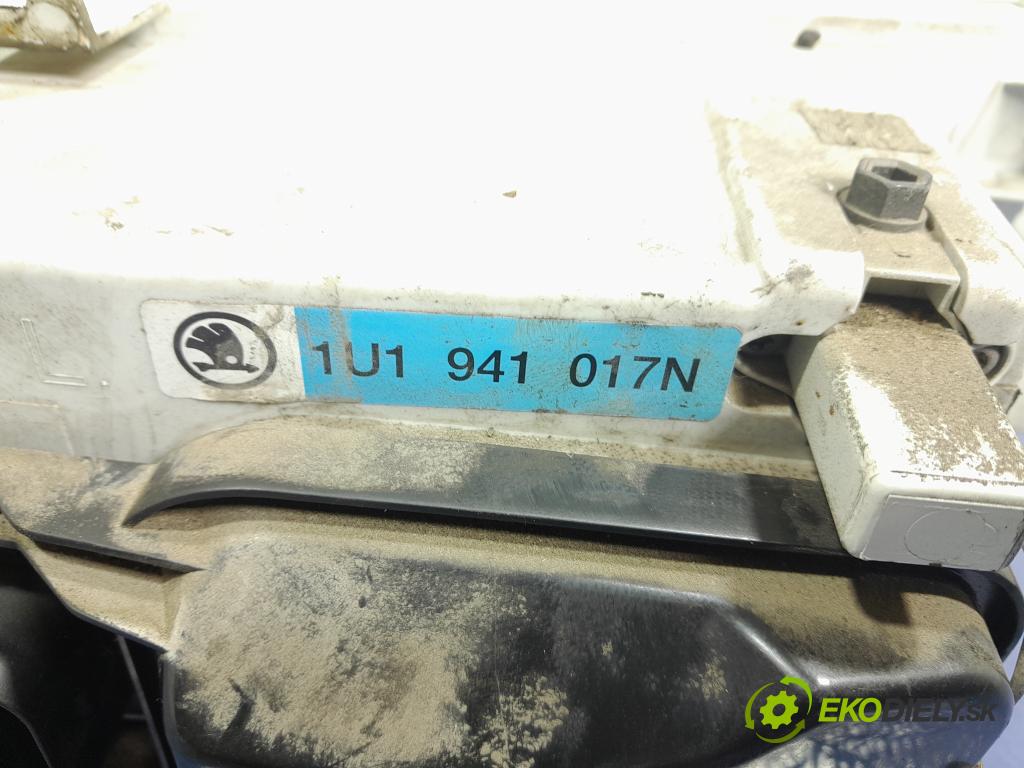 L.
1U1 941 017N
EKODIELY.SK